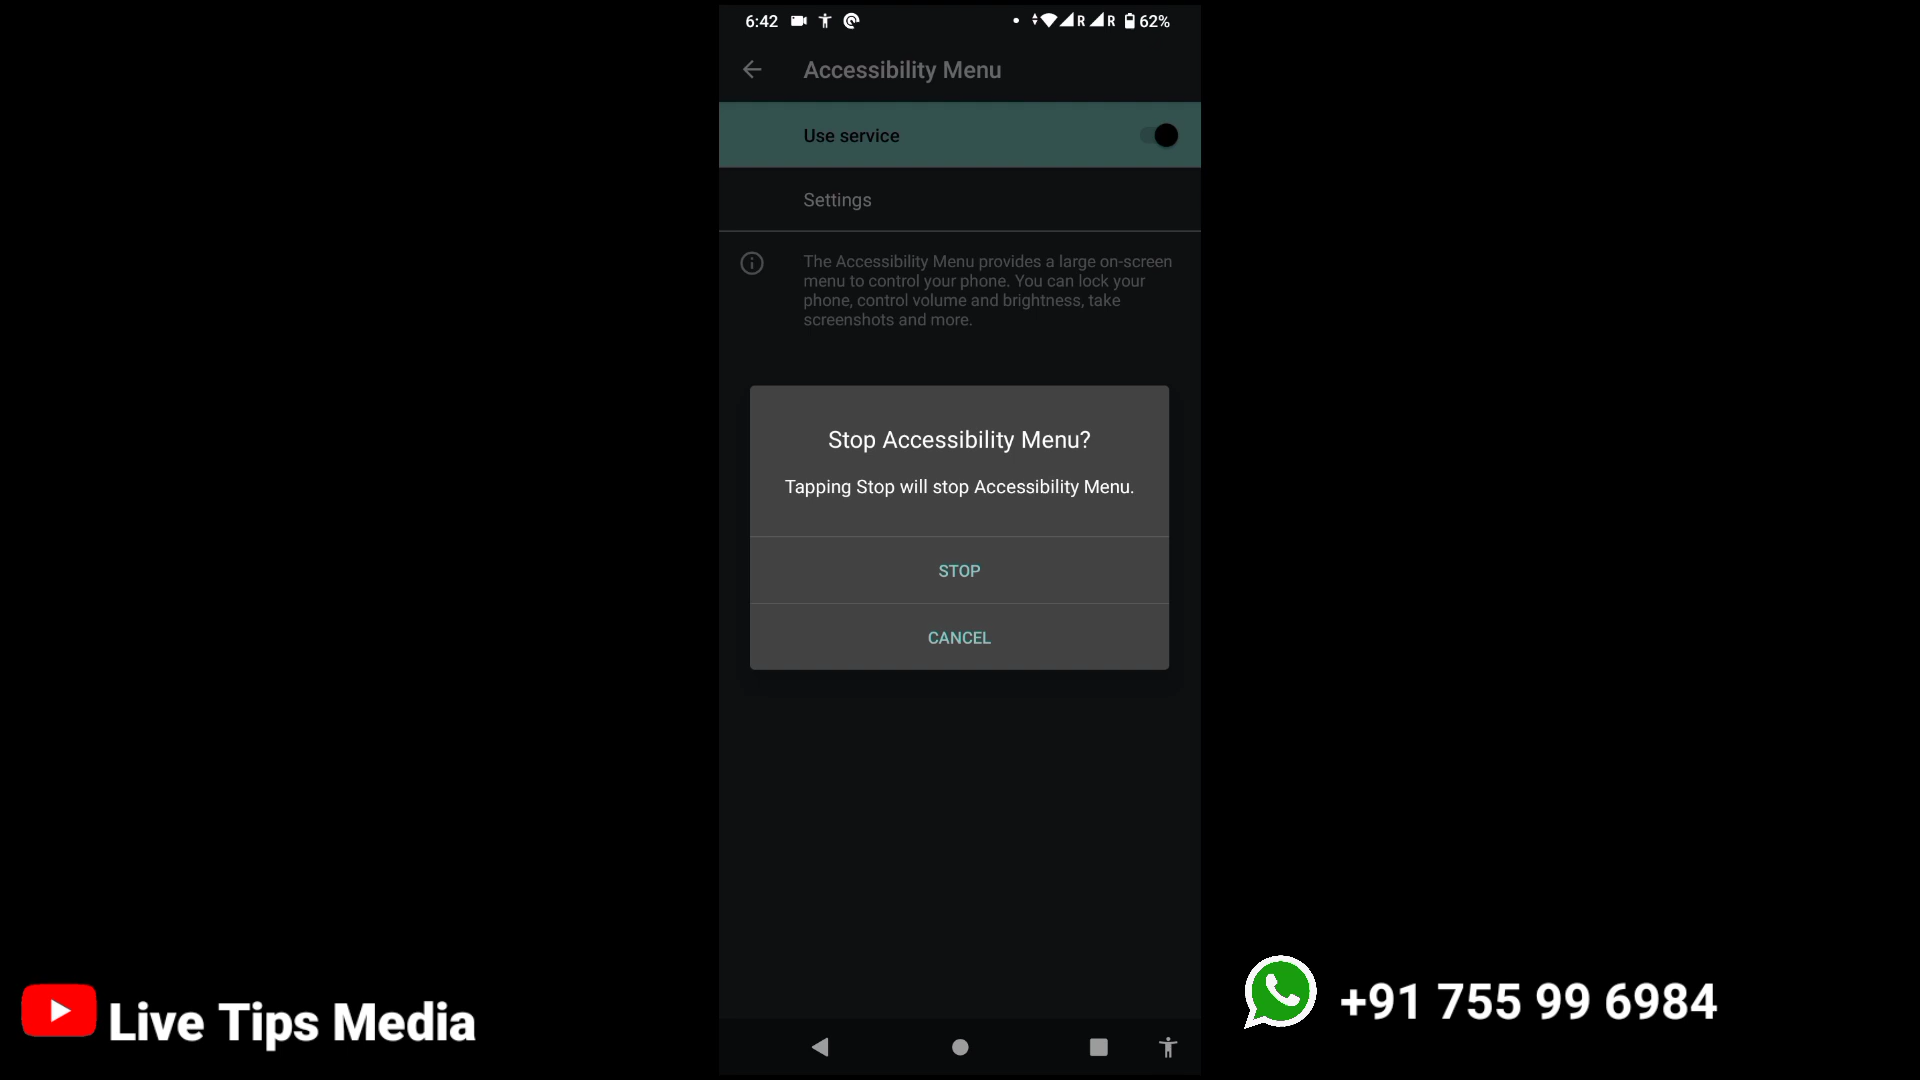 6:42
R R 62%
Accessibility Menu
Use service
Settings
The Accessibility Menu provides a large on-screen
menu to control your phone. You can lock your
phone, control volume and brightness, take
screenshots and more.
Stop Accessibility Menu?
Tapping Stop will stop Accessibility Menu.
STOP
CANCEL
Live Tips Media
+91 755 99 6984